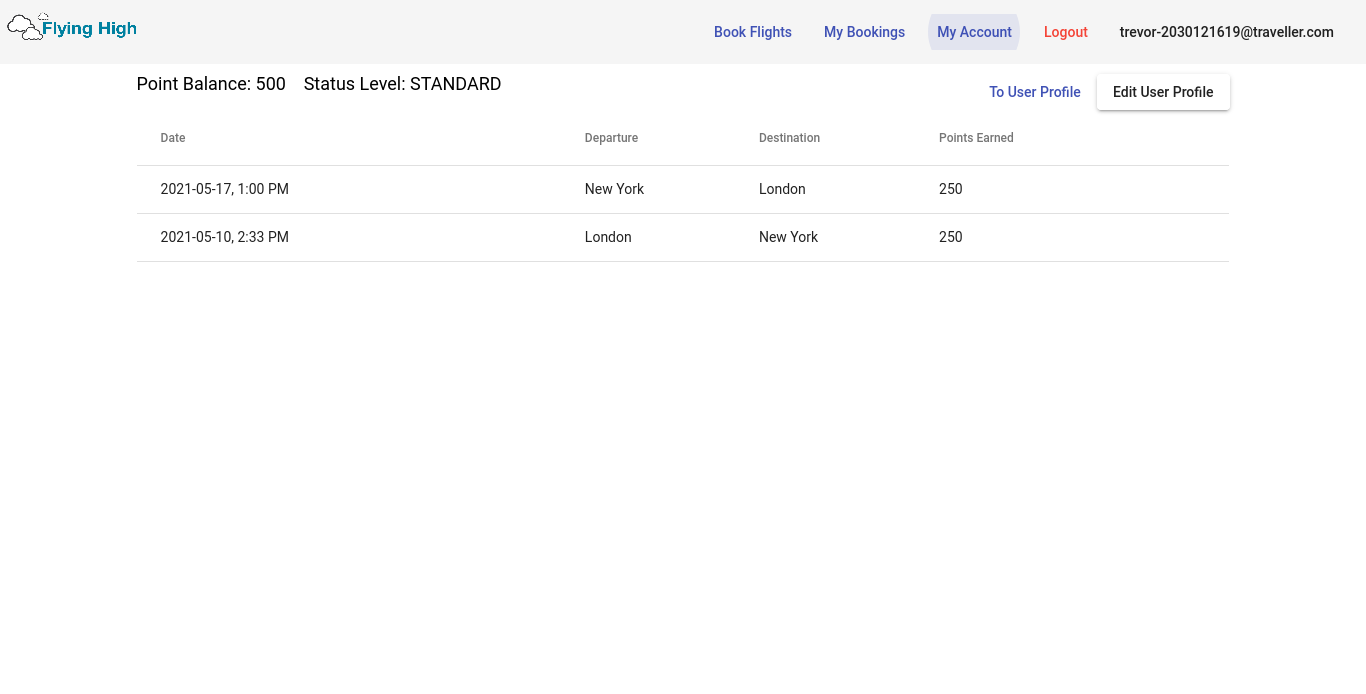 Flying High
Book Flights My Bookings My Account Logout trevor-2030121619@traveller.com
Point Balance: 500 Status Level: STANDARD
To User Profile Edit User Profile
Date Departure Destination Points Earned
2021-05-17, 1:00 PM New York London 250
2021-05-10, 2:33 PM London New York 250